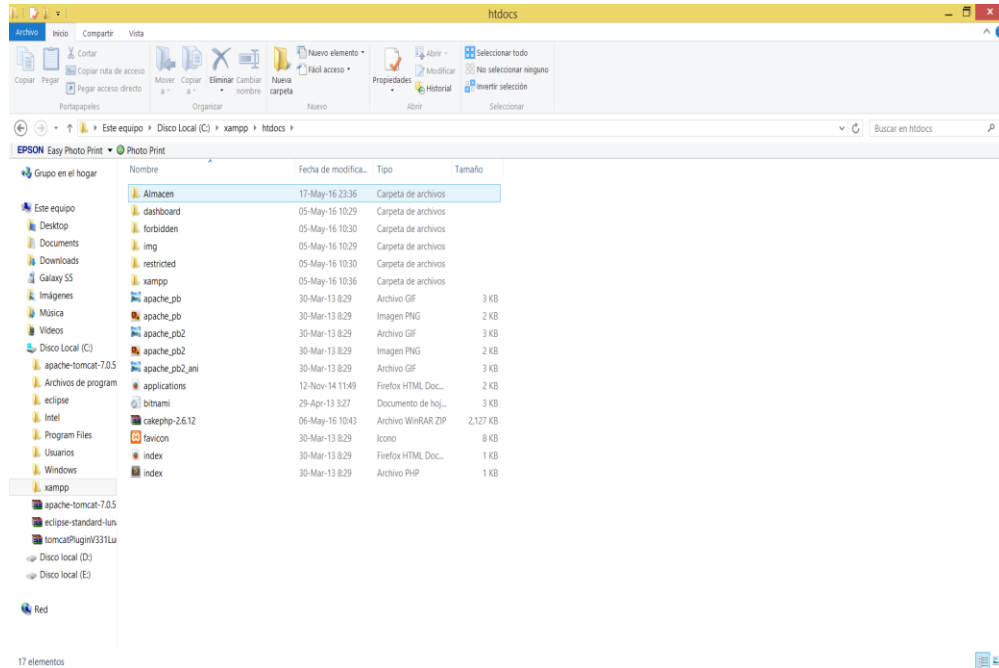 htdocs
Archivo Inicio Compartir Vista
Copiar Pegar Cortar Copiar ruta de acceso Pegar acceso directo
Mover a Copiar a Eliminar Cambiar nombre
Nueva carpeta Nuevo elemento Fácil acceso
Propiedades Abrir Modificar Historial
Seleccionar todo No seleccionar ninguno Invertir selección
Portapapeles Organizar Nuevo Abrir Seleccionar
Este equipo Disco Local (C:) xampp htdocs Buscar en htdocs
EPSON Easy Photo Print Photo Print
Grupo en el hogar
Este equipo
Desktop
Documents
Downloads
Galaxy S5
Imágenes
Música
Vídeos
Disco Local (C:)
apache-tomcat-7.0.5
Archivos de program
eclipse
Intel
Program Files
Usuarios
Windows
xampp
apache-tomcat-7.0.5
eclipse-standard-luna
tomcatPluginV331Lu
Disco local (D:)
Disco local (E:)
Red
Nombre Fecha de modifica... Tipo Tamaño
Almacen 17-May-16 23:36 Carpeta de archivos
dashboard 05-May-16 10:29 Carpeta de archivos
forbidden 05-May-16 10:30 Carpeta de archivos
img 05-May-16 10:29 Carpeta de archivos
restricted 05-May-16 10:30 Carpeta de archivos
xampp 05-May-16 10:36 Carpeta de archivos
apache_pb 30-Mar-13 8:29 Archivo GIF 3 KB
apache_pb 30-Mar-13 8:29 Imagen PNG 2 KB
apache_pb2 30-Mar-13 8:29 Archivo GIF 3 KB
apache_pb2 30-Mar-13 8:29 Imagen PNG 2 KB
apache_pb2_ani 30-Mar-13 8:29 Archivo GIF 3 KB
applications 12-Nov-14 11:49 Firefox HTML Doc... 2 KB
bitnami 29-Apr-13 3:27 Documento de hoj... 3 KB
cakephp-2.6.12 06-May-16 10:43 Archivo WinRAR ZIP 2,127 KB
favicon 30-Mar-13 8:29 Icono 8 KB
index 30-Mar-13 8:29 Firefox HTML Doc... 1 KB
index 30-Mar-13 8:29 Archivo PHP 1 KB
17 elementos